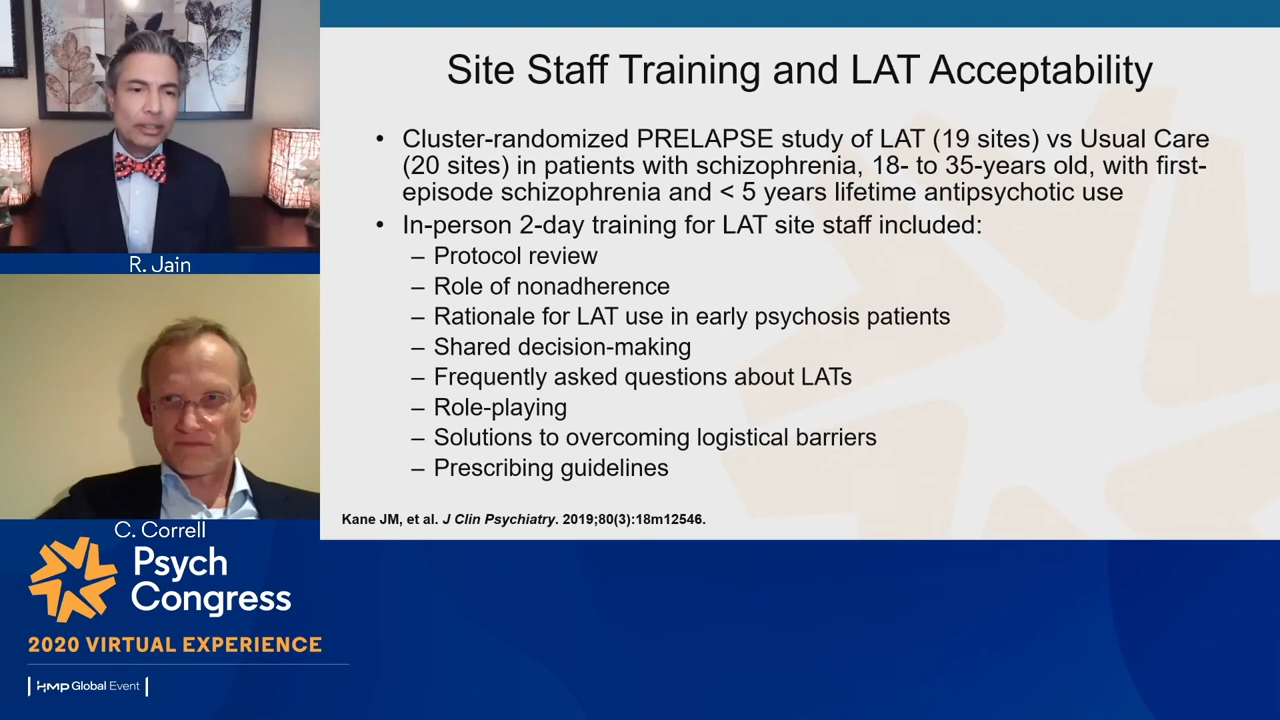 R. Jain
C. Correll
Psych
Congress
2020 VIRTUAL EXPERIENCE
HMP Global Event
Site Staff Training and LAT Acceptability
• Cluster-randomized PRELAPSE study of LAT (19 sites) vs Usual Care
(20 sites) in patients with schizophrenia, 18- to 35-years old, with first-
episode schizophrenia and < 5 years lifetime antipsychotic use
• In-person 2-day training for LAT site staff included:
– Protocol review
– Role of nonadherence
– Rationale for LAT use in early psychosis patients
– Shared decision-making
– Frequently asked questions about LATs
– Role-playing
– Solutions to overcoming logistical barriers
– Prescribing guidelines
Kane JM, et al. J Clin Psychiatry. 2019;80(3):18m12546.